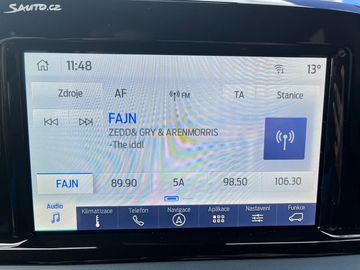 Sauto.cz
11:48
13°
Zdroje AF FM TA Stanice
FAJN
ZEDD& GRY & ARENMORRIS
-The iddl
FAJN 89.90 5A 98.50 106.30
Audio Klimatizace Telefon Navigace Aplikace Nastavení Funkce